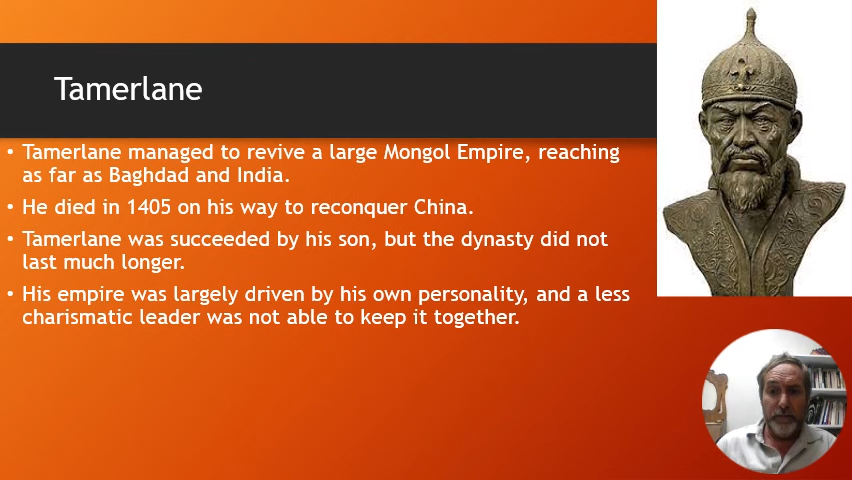 Tamerlane
• Tamerlane managed to revive a large Mongol Empire, reaching
as far as Baghdad and India.
• He died in 1405 on his way to reconquer China.
• Tamerlane was succeeded by his son, but the dynasty did not
last much longer.
• His empire was largely driven by his own personality, and a less
charismatic leader was not able to keep it together.